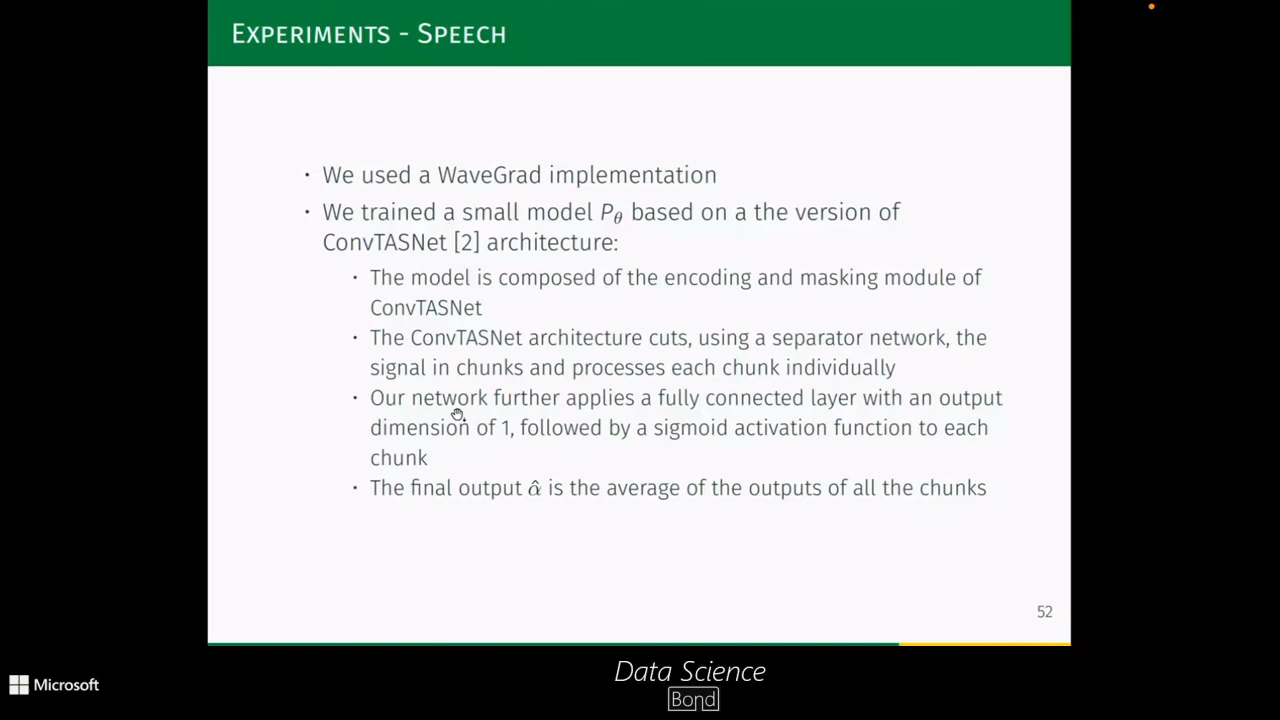 Experiments - Speech
• We used a WaveGrad implementation
• We trained a small model Pθ based on a the version of
ConvTASNet [2] architecture:
• The model is composed of the encoding and masking module of
ConvTASNet
• The ConvTASNet architecture cuts, using a separator network, the
signal in chunks and processes each chunk individually
• Our network further applies a fully connected layer with an output
dimension of 1, followed by a sigmoid activation function to each
chunk
• The final output α̂ is the average of the outputs of all the chunks
52
Microsoft
Data Science
Bond